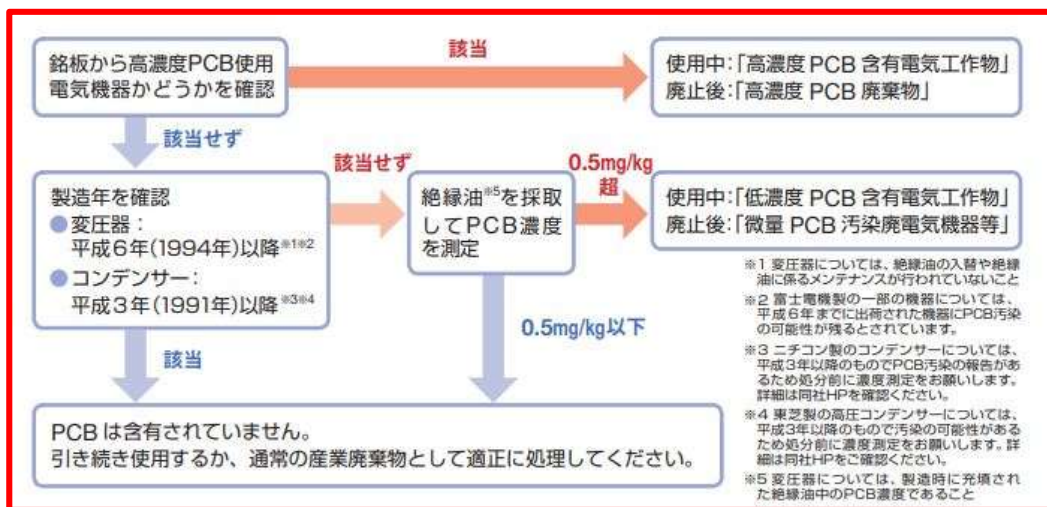 銘板から高濃度PCB使用
電気機器かどうかを確認
該当
使用中:「高濃度 PCB 含有電気工作物」
廃止後:「高濃度 PCB 廃棄物」
該当せず
製造年を確認
●変圧器:
平成6年(1994年)以降※1※2
●コンデンサー:
平成3年(1991年)以降※3※4
該当せず
絶縁油※5を採取
してPCB濃度
を測定
0.5mg/kg
超
使用中:「低濃度 PCB 含有電気工作物」
廃止後:「微量 PCB 汚染廃電気機器等」
該当
0.5mg/kg以下
PCB は含有されていません。
引き続き使用するか、通常の産業廃棄物として適正に処理してください。
※1 変圧器については、絶縁油の入替や絶縁
油に係るメンテナンスが行われていないこと
※2 富士電機製の一部の機器については、
平成6年までに出荷された機器にPCB汚染
の可能性が残るとされています。
※3 ニチコン製のコンデンサーについては、
平成3年以降のものでPCB汚染の報告があ
るため処分前に濃度測定をお願いします。
詳細は同社HPを確認ください。
※4 東芝製の高圧コンデンサーについては、
平成3年以降のもので汚染の可能性がある
ため処分前に濃度測定をお願いします。詳
細は同社HPをご確認ください。
※5 変圧器については、製造時に充填され
た絶縁油中のPCB濃度であること